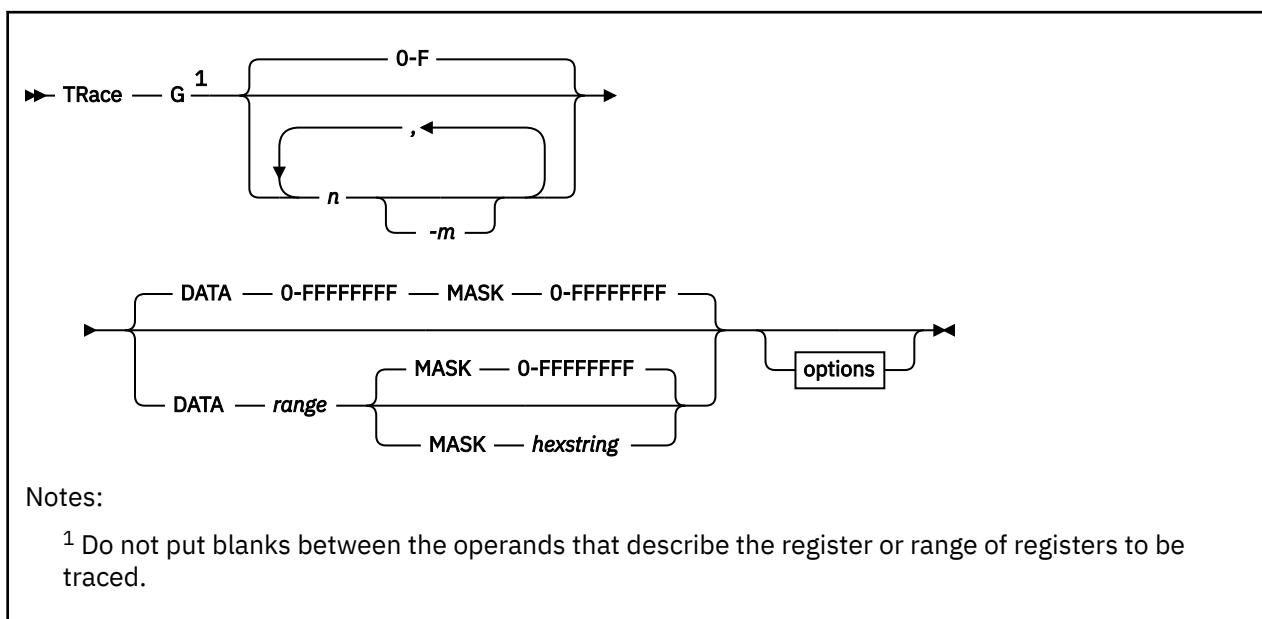 0-F
TRace G 1
,
n
-m
DATA 0-FFFFFFFF MASK 0-FFFFFFFF
MASK 0-FFFFFFFF
options
DATA range
MASK hexstring
Notes:
1 Do not put blanks between the operands that describe the register or range of registers to be
traced.